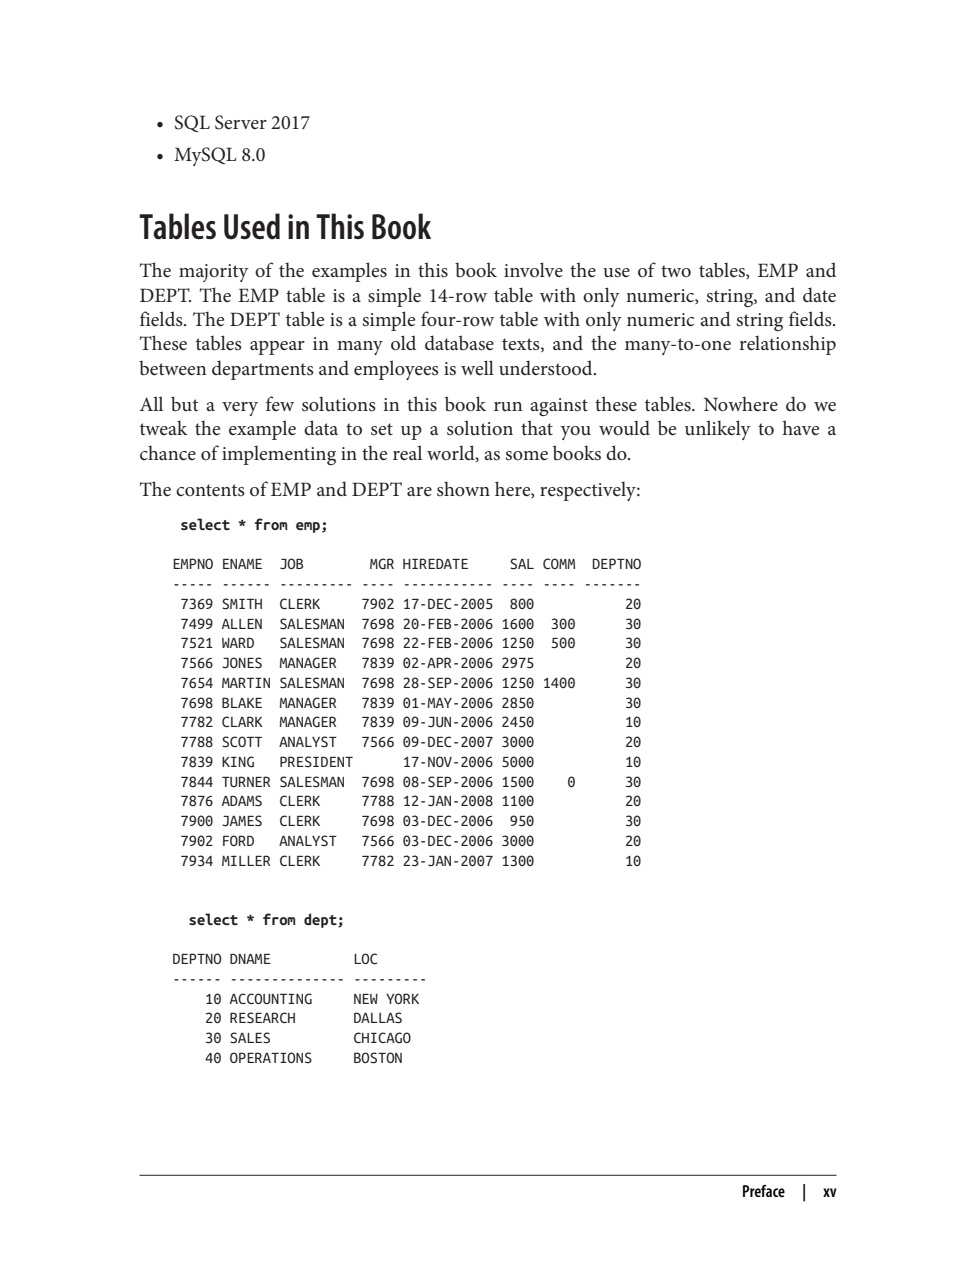 • SQL Server 2017
• MySQL 8.0
Tables Used in This Book
The majority of the examples in this book involve the use of two tables, EMP and
DEPT. The EMP table is a simple 14-row table with only numeric, string, and date
fields. The DEPT table is a simple four-row table with only numeric and string fields.
These tables appear in many old database texts, and the many-to-one relationship
between departments and employees is well understood.
All but a very few solutions in this book run against these tables. Nowhere do we
tweak the example data to set up a solution that you would be unlikely to have a
chance of implementing in the real world, as some books do.
The contents of EMP and DEPT are shown here, respectively:
select * from emp;
EMPNO ENAME  JOB        MGR HIREDATE     SAL COMM  DEPTNO
----- ------ --------- ---- ----------- ---- ---- -------
 7369 SMITH  CLERK     7902 17-DEC-2005  800           20
 7499 ALLEN  SALESMAN  7698 20-FEB-2006 1600  300      30
 7521 WARD   SALESMAN  7698 22-FEB-2006 1250  500      30
 7566 JONES  MANAGER   7839 02-APR-2006 2975           20
 7654 MARTIN SALESMAN  7698 28-SEP-2006 1250 1400      30
 7698 BLAKE  MANAGER   7839 01-MAY-2006 2850           30
 7782 CLARK  MANAGER   7839 09-JUN-2006 2450           10
 7788 SCOTT  ANALYST   7566 09-DEC-2007 3000           20
 7839 KING   PRESIDENT      17-NOV-2006 5000           10
 7844 TURNER SALESMAN  7698 08-SEP-2006 1500    0      30
 7876 ADAMS  CLERK     7788 12-JAN-2008 1100           20
 7900 JAMES  CLERK     7698 03-DEC-2006  950           30
 7902 FORD   ANALYST   7566 03-DEC-2006 3000           20
 7934 MILLER CLERK     7782 23-JAN-2007 1300           10
select * from dept;
DEPTNO DNAME          LOC
------ -------------- ---------
    10 ACCOUNTING     NEW YORK
    20 RESEARCH       DALLAS
    30 SALES          CHICAGO
    40 OPERATIONS     BOSTON
Preface | xv